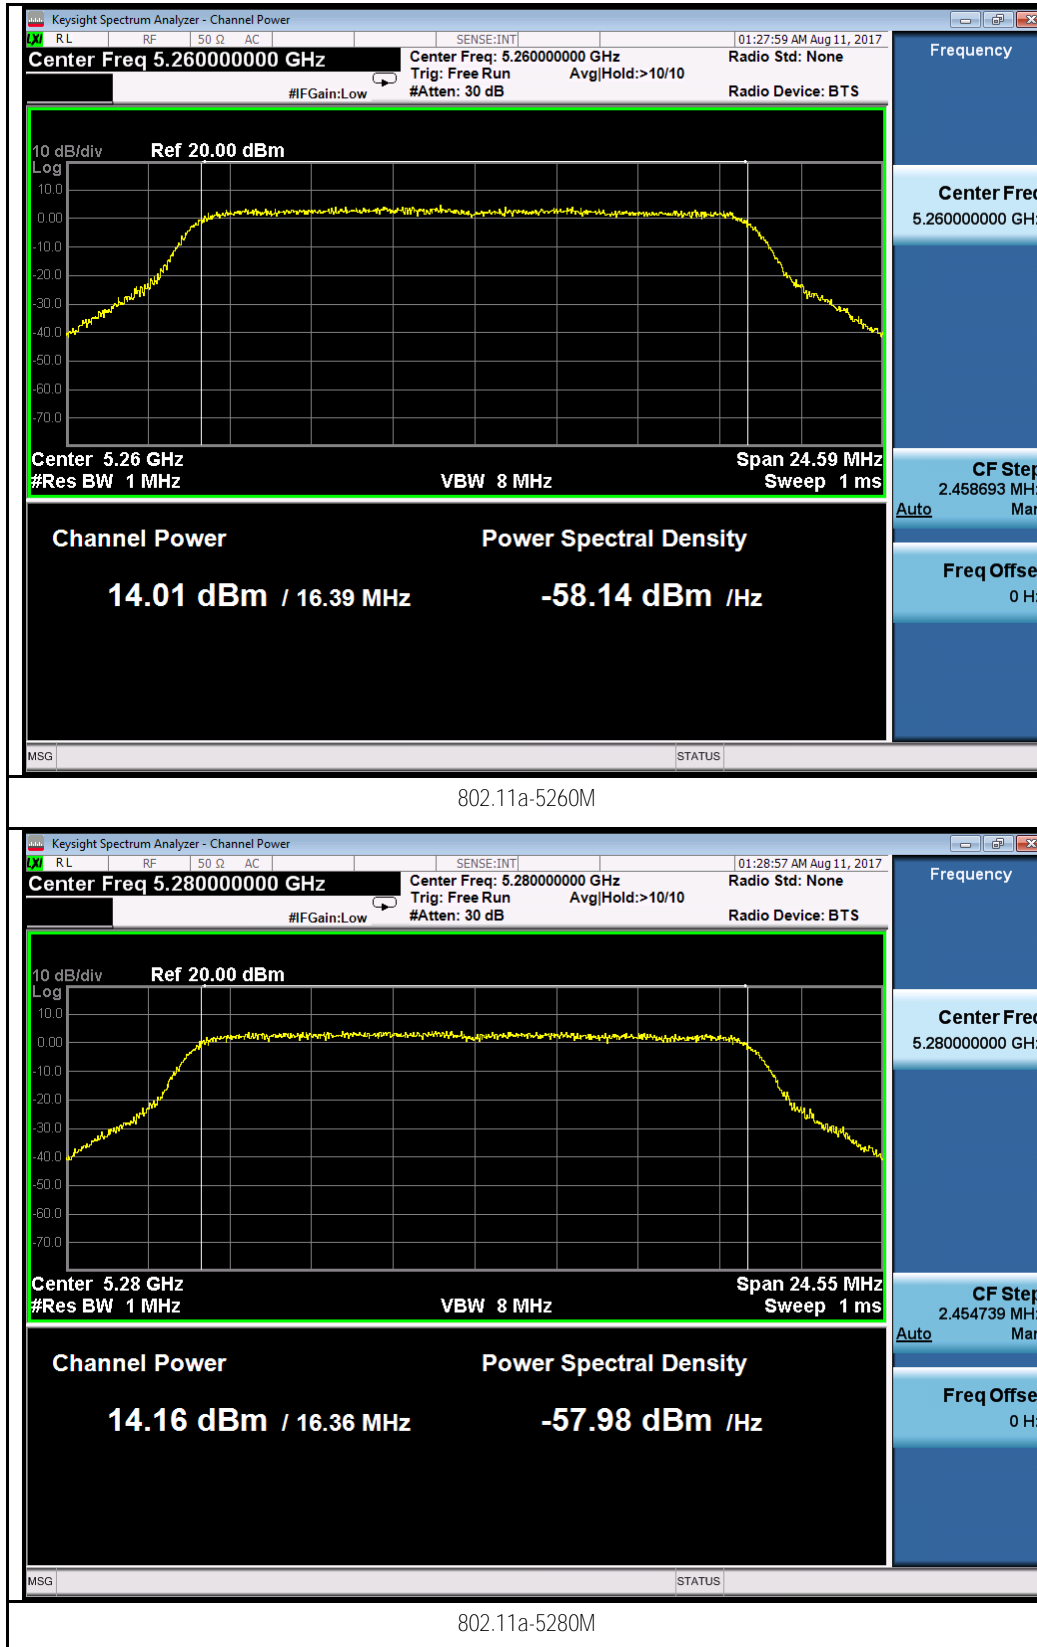 Keysight Spectrum Analyzer - Channel Power
LXI RL RF 50 Ω AC SENSE:INT 01:27:59 AM Aug 11, 2017
Center Freq 5.260000000 GHz Center Freq: 5.260000000 GHz Radio Std: None
Trig: Free Run Avg|Hold:>10/10
#IFGain:Low #Atten: 30 dB Radio Device: BTS
10 dB/div Ref 20.00 dBm
Log
10.0
0.00
-10.0
-20.0
-30.0
-40.0
-50.0
-60.0
-70.0
Center 5.26 GHz Span 24.59 MHz
#Res BW 1 MHz VBW 8 MHz Sweep 1 ms
Channel Power Power Spectral Density
14.01 dBm / 16.39 MHz -58.14 dBm /Hz
MSG STATUS
Frequency
Center Freq
5.260000000 GHz
CF Step
2.458693 MHz
Auto Man
Freq Offse
0 Hz
802.11a-5260M
Keysight Spectrum Analyzer - Channel Power
LXI RL RF 50 Ω AC SENSE:INT 01:28:57 AM Aug 11, 2017
Center Freq 5.280000000 GHz Center Freq: 5.280000000 GHz Radio Std: None
Trig: Free Run Avg|Hold:>10/10
#IFGain:Low #Atten: 30 dB Radio Device: BTS
10 dB/div Ref 20.00 dBm
Log
10.0
0.00
-10.0
-20.0
-30.0
-40.0
-50.0
-60.0
-70.0
Center 5.28 GHz Span 24.55 MHz
#Res BW 1 MHz VBW 8 MHz Sweep 1 ms
Channel Power Power Spectral Density
14.16 dBm / 16.36 MHz -57.98 dBm /Hz
MSG STATUS
Frequency
Center Freq
5.280000000 GHz
CF Step
2.454739 MHz
Auto Man
Freq Offse
0 Hz
802.11a-5280M